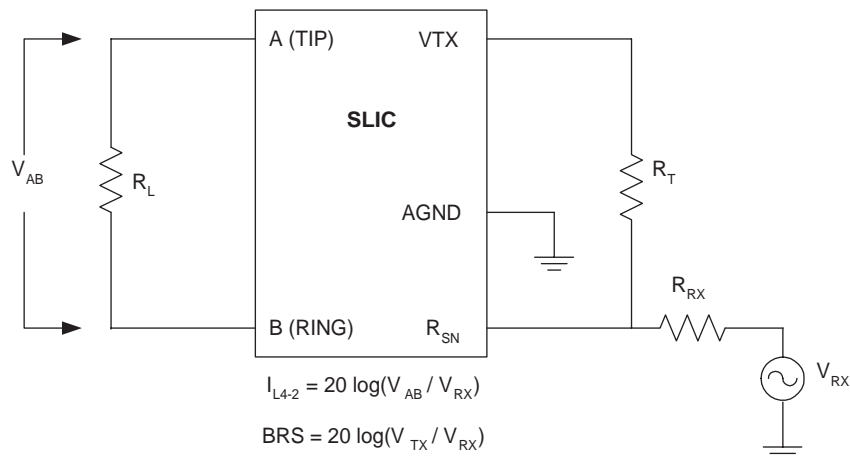 A (TIP)
VTX
SLIC
V_AB
R_L
R_T
AGND
R_RX
B (RING)
R_SN
V_RX
I_L4-2 = 20 log(V_AB / V_RX)
BRS = 20 log(V_TX / V_RX)